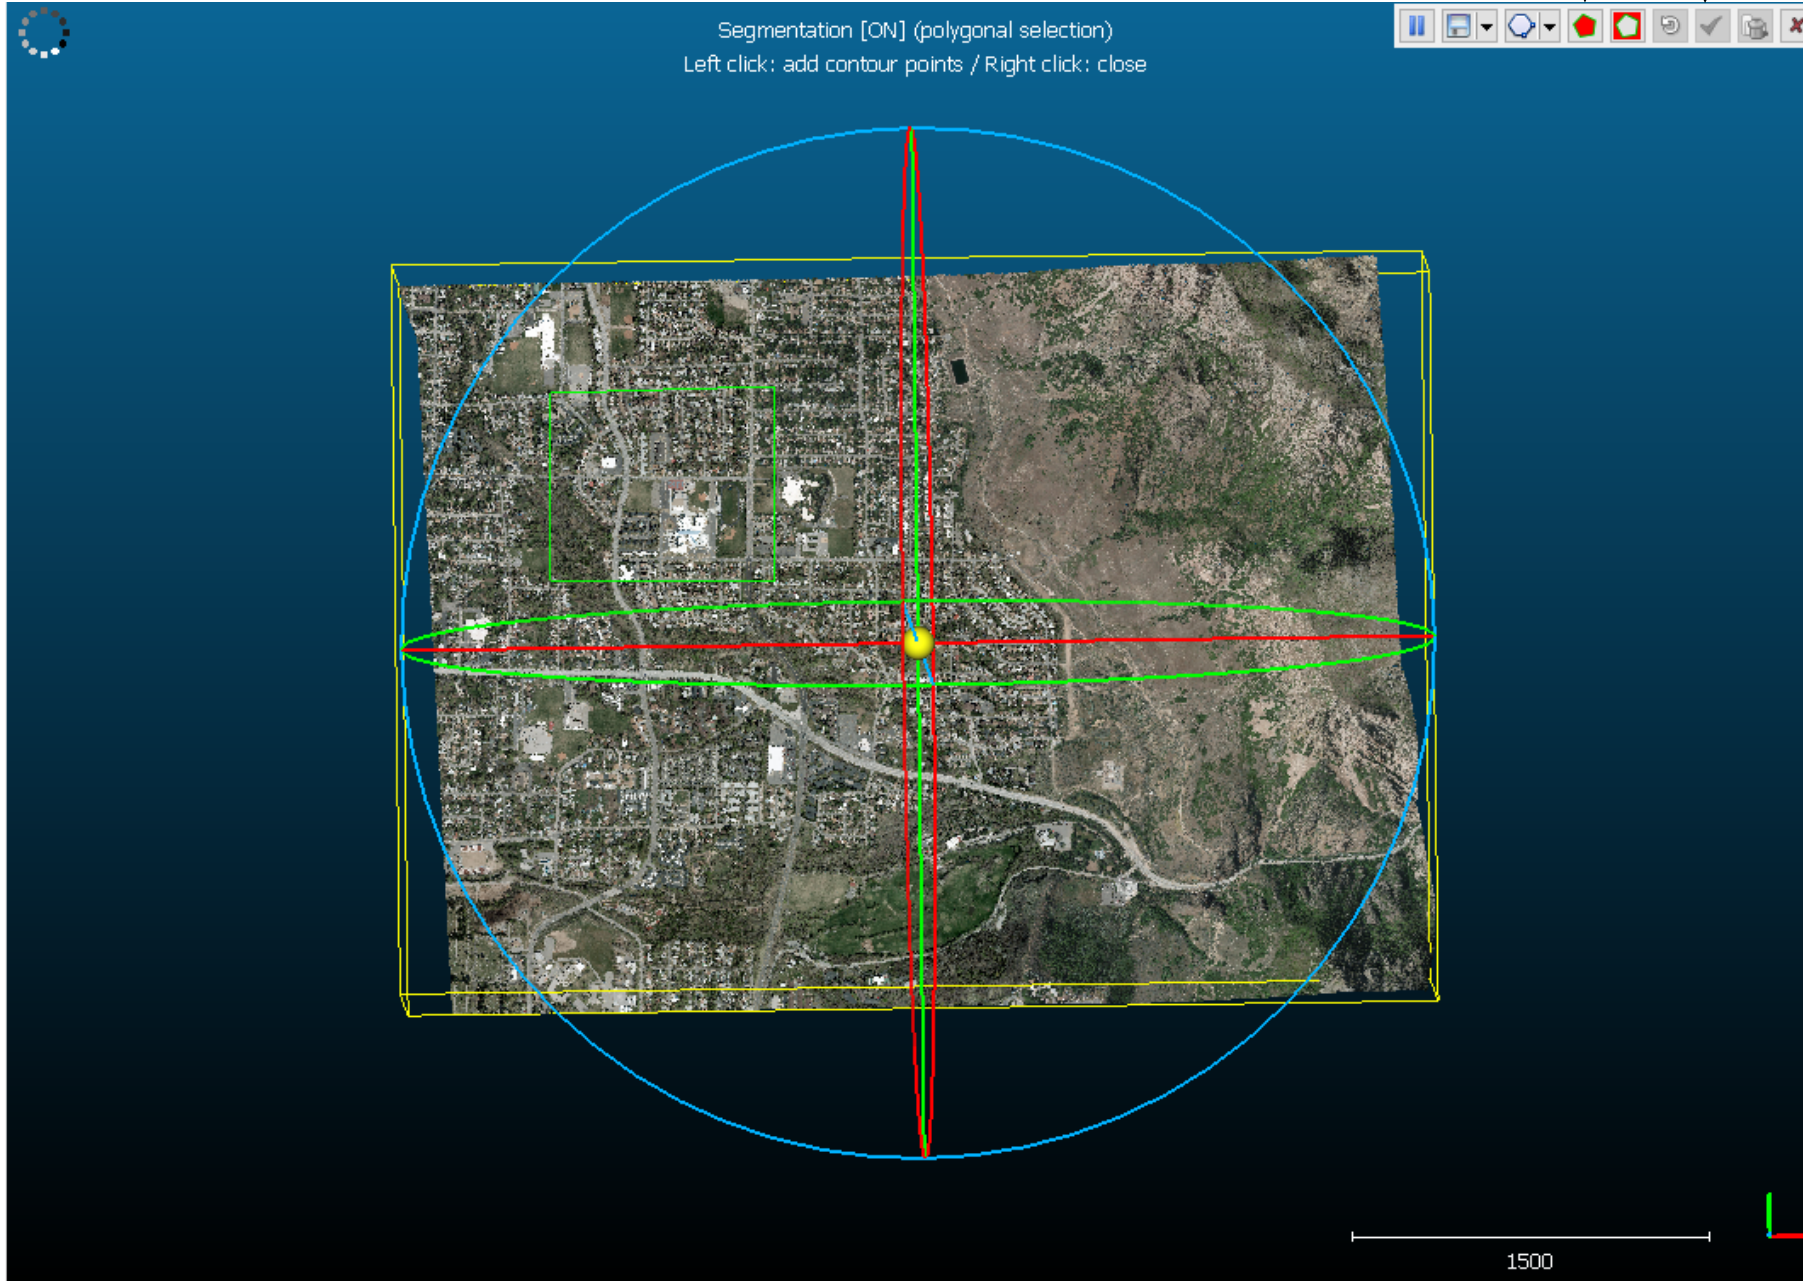 Segmentation [ON] (polygonal selection)
Left click: add contour points / Right click: close
1500